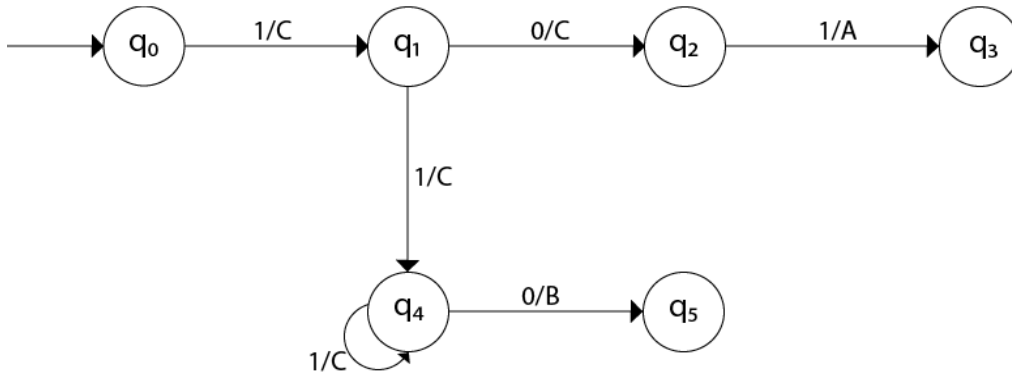 1/C 0/C 1/A
q₀ q₁ q₂ q₃
1/C
0/B
q₄ q₅
1/C